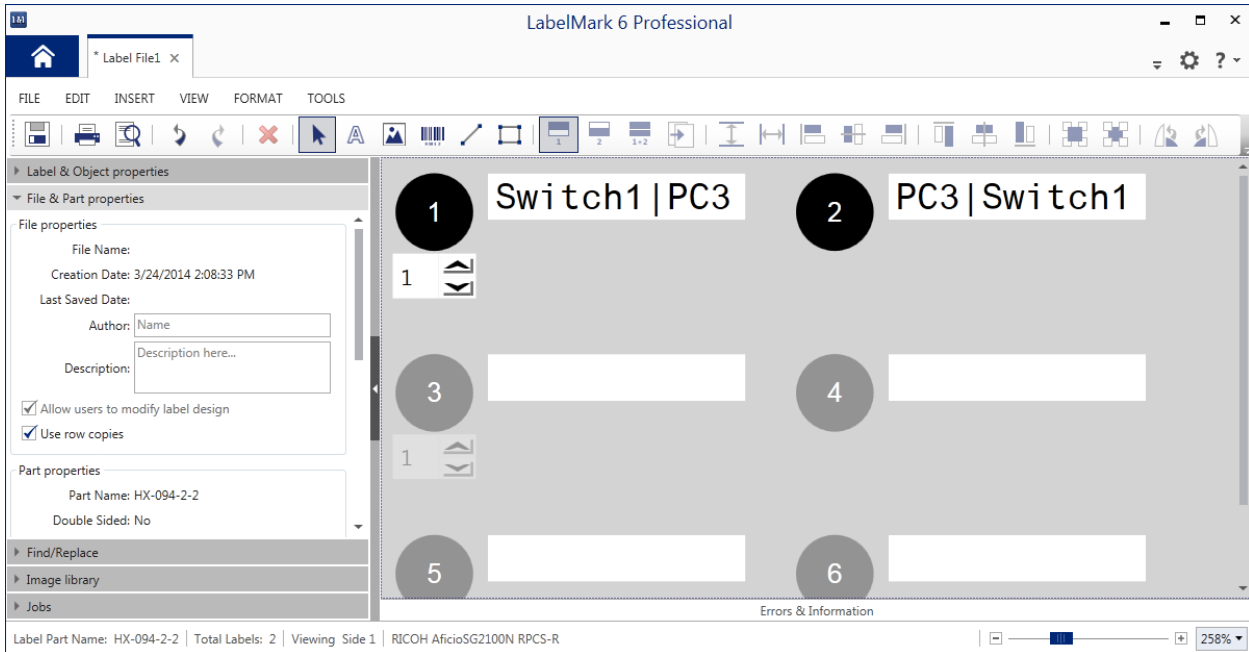 LabelMark 6 Professional
* Label File1
FILE EDIT INSERT VIEW FORMAT TOOLS
1 2 1+2
Label & Object properties
File & Part properties
File properties
File Name:
Creation Date: 3/24/2014 2:08:33 PM
Last Saved Date:
Author: Name
Description: Description here...
Allow users to modify label design
Use row copies
Part properties
Part Name: HX-094-2-2
Double Sided: No
Find/Replace
Image library
Jobs
1 Switch1|PC3 2 PC3|Switch1
1
3 4
1
5 6
Errors & Information
Label Part Name: HX-094-2-2 Total Labels: 2 Viewing Side 1 RICOH AficioSG2100N RPCS-R 258%